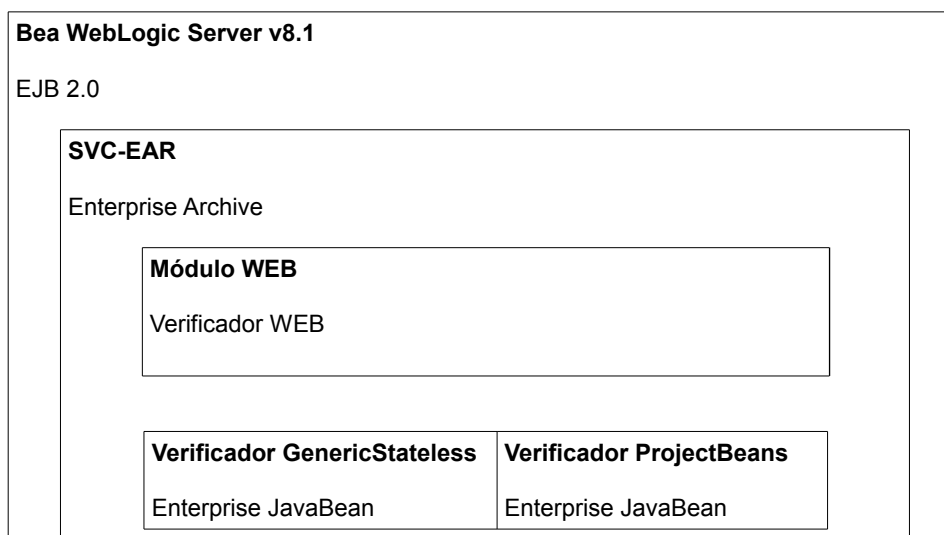 Bea WebLogic Server v8.1
EJB 2.0
SVC-EAR
Enterprise Archive
Módulo WEB
Verificador WEB
Verificador GenericStateless
Verificador ProjectBeans
Enterprise JavaBean
Enterprise JavaBean